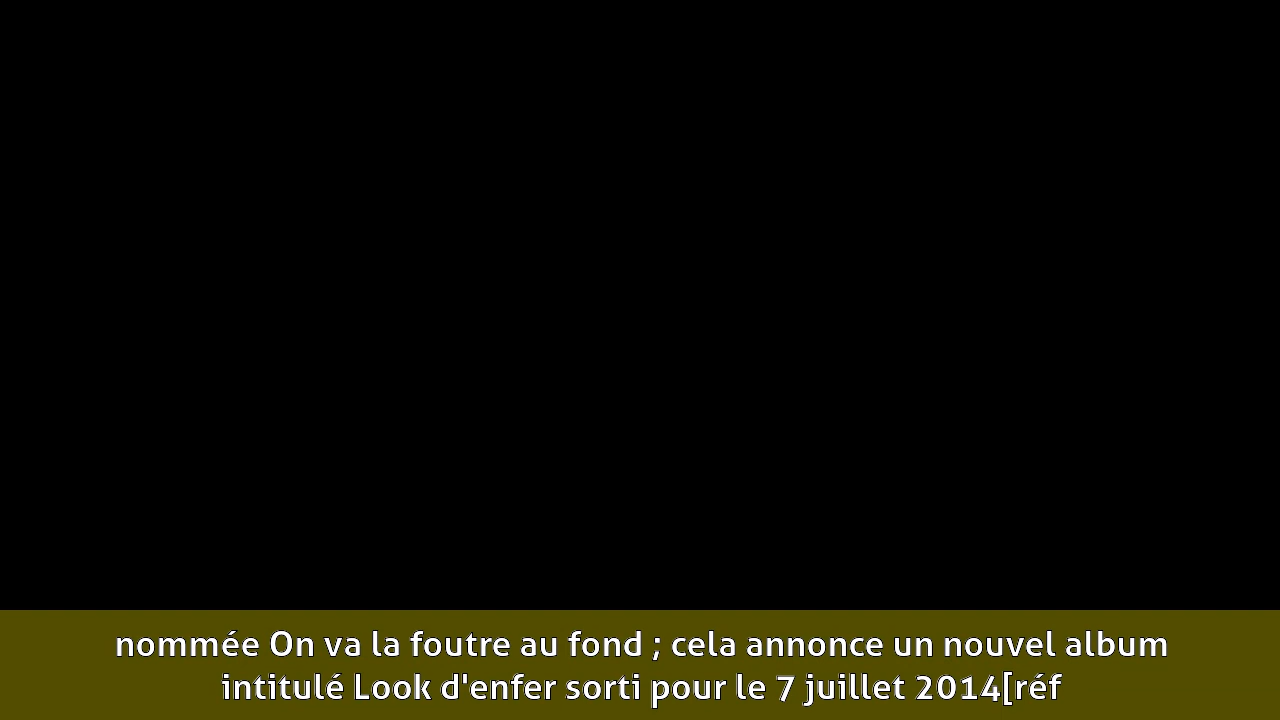 nommée On va la foutre au fond ; cela annonce un nouvel album
intitulé Look d'enfer sorti pour le 7 juillet 2014[réf